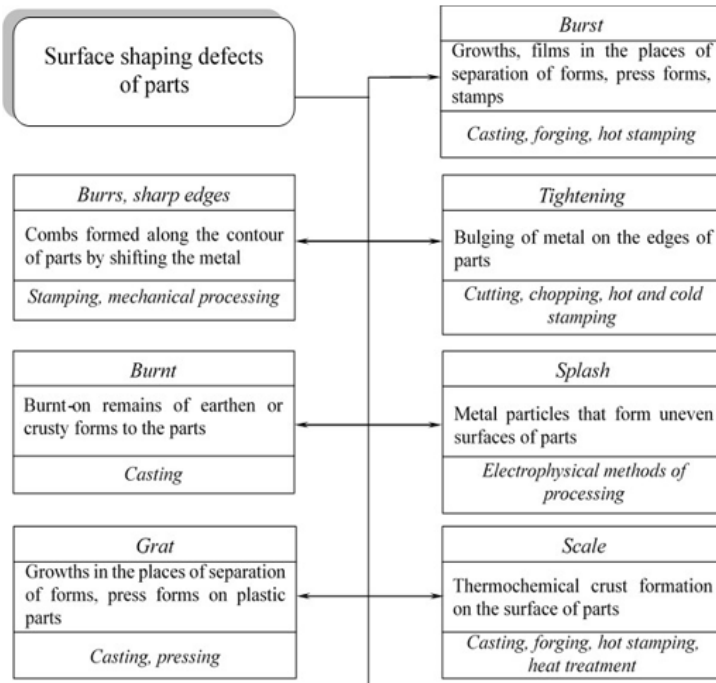 Surface shaping defects
of parts
Burst
Growths, films in the places of
separation of forms, press forms,
stamps
Casting, forging, hot stamping
Burrs, sharp edges
Combs formed along the contour
of parts by shifting the metal
Stamping, mechanical processing
Tightening
Bulging of metal on the edges of
parts
Cutting, chopping, hot and cold
stamping
Burnt
Burnt-on remains of earthen or
crusty forms to the parts
Casting
Splash
Metal particles that form uneven
surfaces of parts
Electrophysical methods of
processing
Grat
Growths in the places of separation
of forms, press forms on plastic
parts
Casting, pressing
Scale
Thermochemical crust formation
on the surface of parts
Casting, forging, hot stamping,
heat treatment